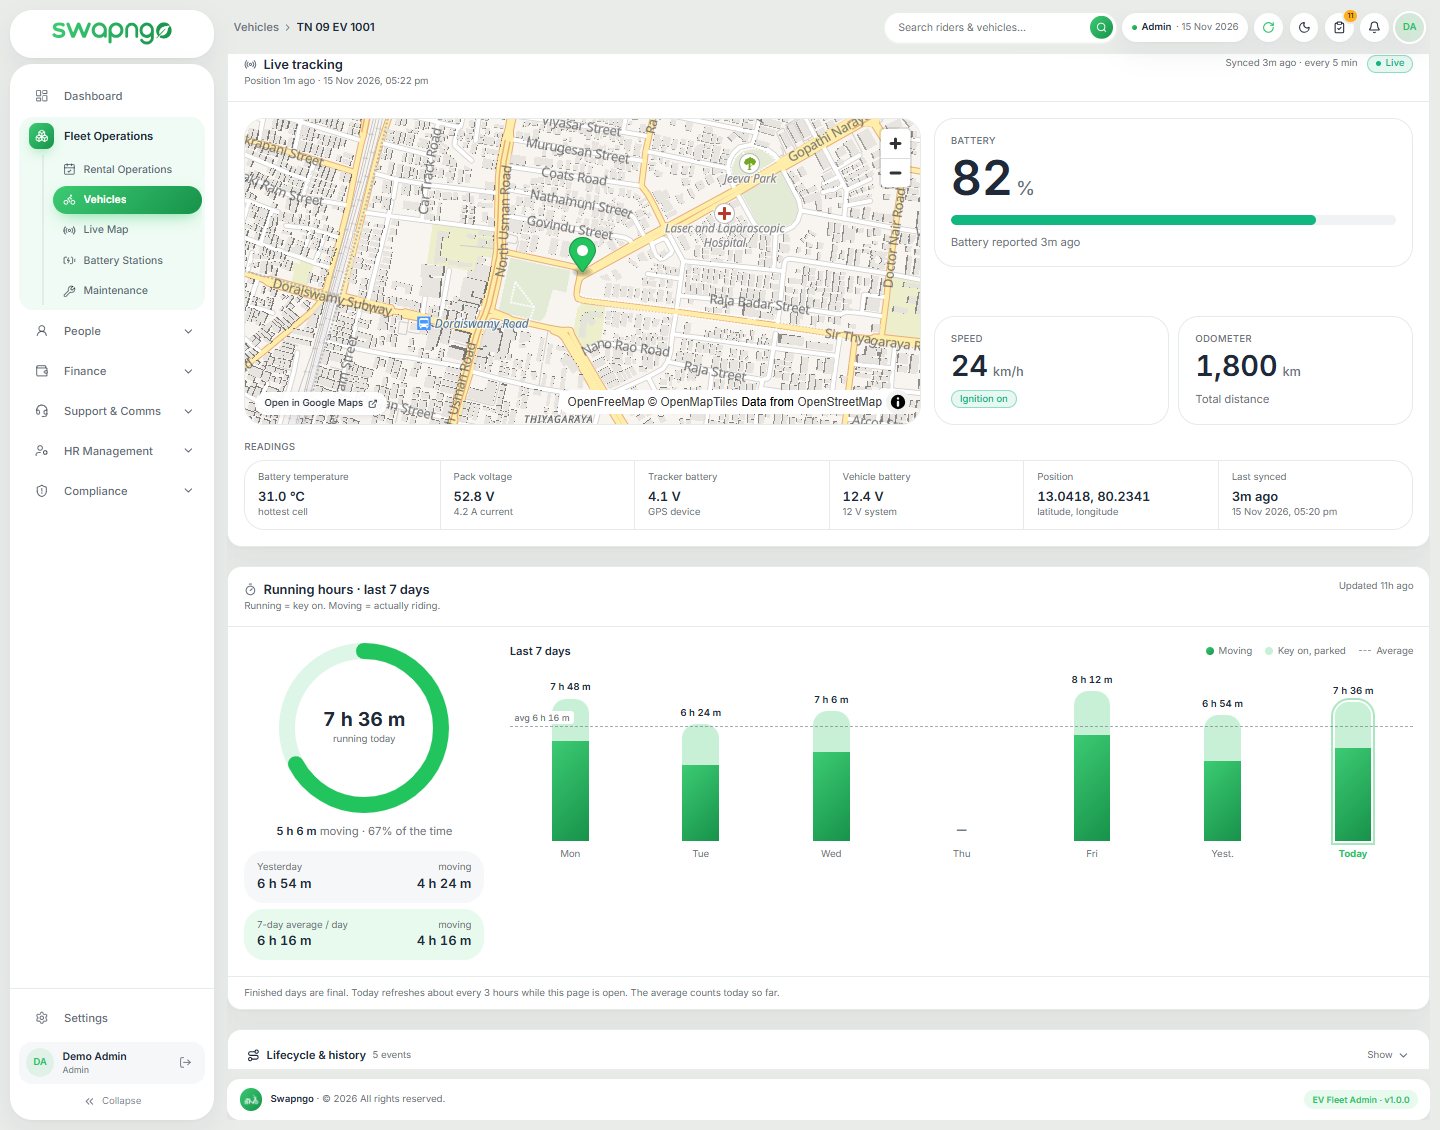 swapngo
Vehicles > TN 09 EV 1001
Search riders & vehicles...
Admin · 15 Nov 2026
11
DA
Dashboard
Fleet Operations
Rental Operations
Vehicles
Live Map
Battery Stations
Maintenance
People
Finance
Support & Comms
HR Management
Compliance
Settings
DA
Demo Admin
Admin
Collapse
Live tracking
Position 1m ago · 15 Nov 2026, 05:22 pm
Synced 3m ago · every 5 min
Live
Murugesan Street
Coats Road
Nathamuni Street
Govindu Street
Car Track Road
North Usman Road
Jeeva Park
Laser and Laparascopic
Hospital
Doctor Nair Road
Doraiswamy Subway
Doraiswamy Road
Raja Badar Street
Nano Rao Road
Raja Street
THIYAGARAYA
+
−
Open in Google Maps
OpenFreeMap © OpenMapTiles Data from OpenStreetMap
BATTERY
82 %
Battery reported 3m ago
SPEED
24 km/h
Ignition on
ODOMETER
1,800 km
Total distance
READINGS
Battery temperature
31.0 °C
hottest cell
Pack voltage
52.8 V
4.2 A current
Tracker battery
4.1 V
GPS device
Vehicle battery
12.4 V
12 V system
Position
13.0418, 80.2341
latitude, longitude
Last synced
3m ago
15 Nov 2026, 05:20 pm
Running hours · last 7 days
Running = key on. Moving = actually riding.
Updated 11h ago
7 h 36 m
running today
5 h 6 m moving · 67% of the time
Yesterday moving
6 h 54 m 4 h 24 m
7-day average / day moving
6 h 16 m 4 h 16 m
Last 7 days
Moving
Key on, parked
Average
avg 6 h 16 m
7 h 48 m
6 h 24 m
7 h 6 m
–
8 h 12 m
6 h 54 m
7 h 36 m
Mon
Tue
Wed
Thu
Fri
Yest.
Today
Finished days are final. Today refreshes about every 3 hours while this page is open. The average counts today so far.
Lifecycle & history 5 events
Show
Swapngo · © 2026 All rights reserved.
EV Fleet Admin · v1.0.0